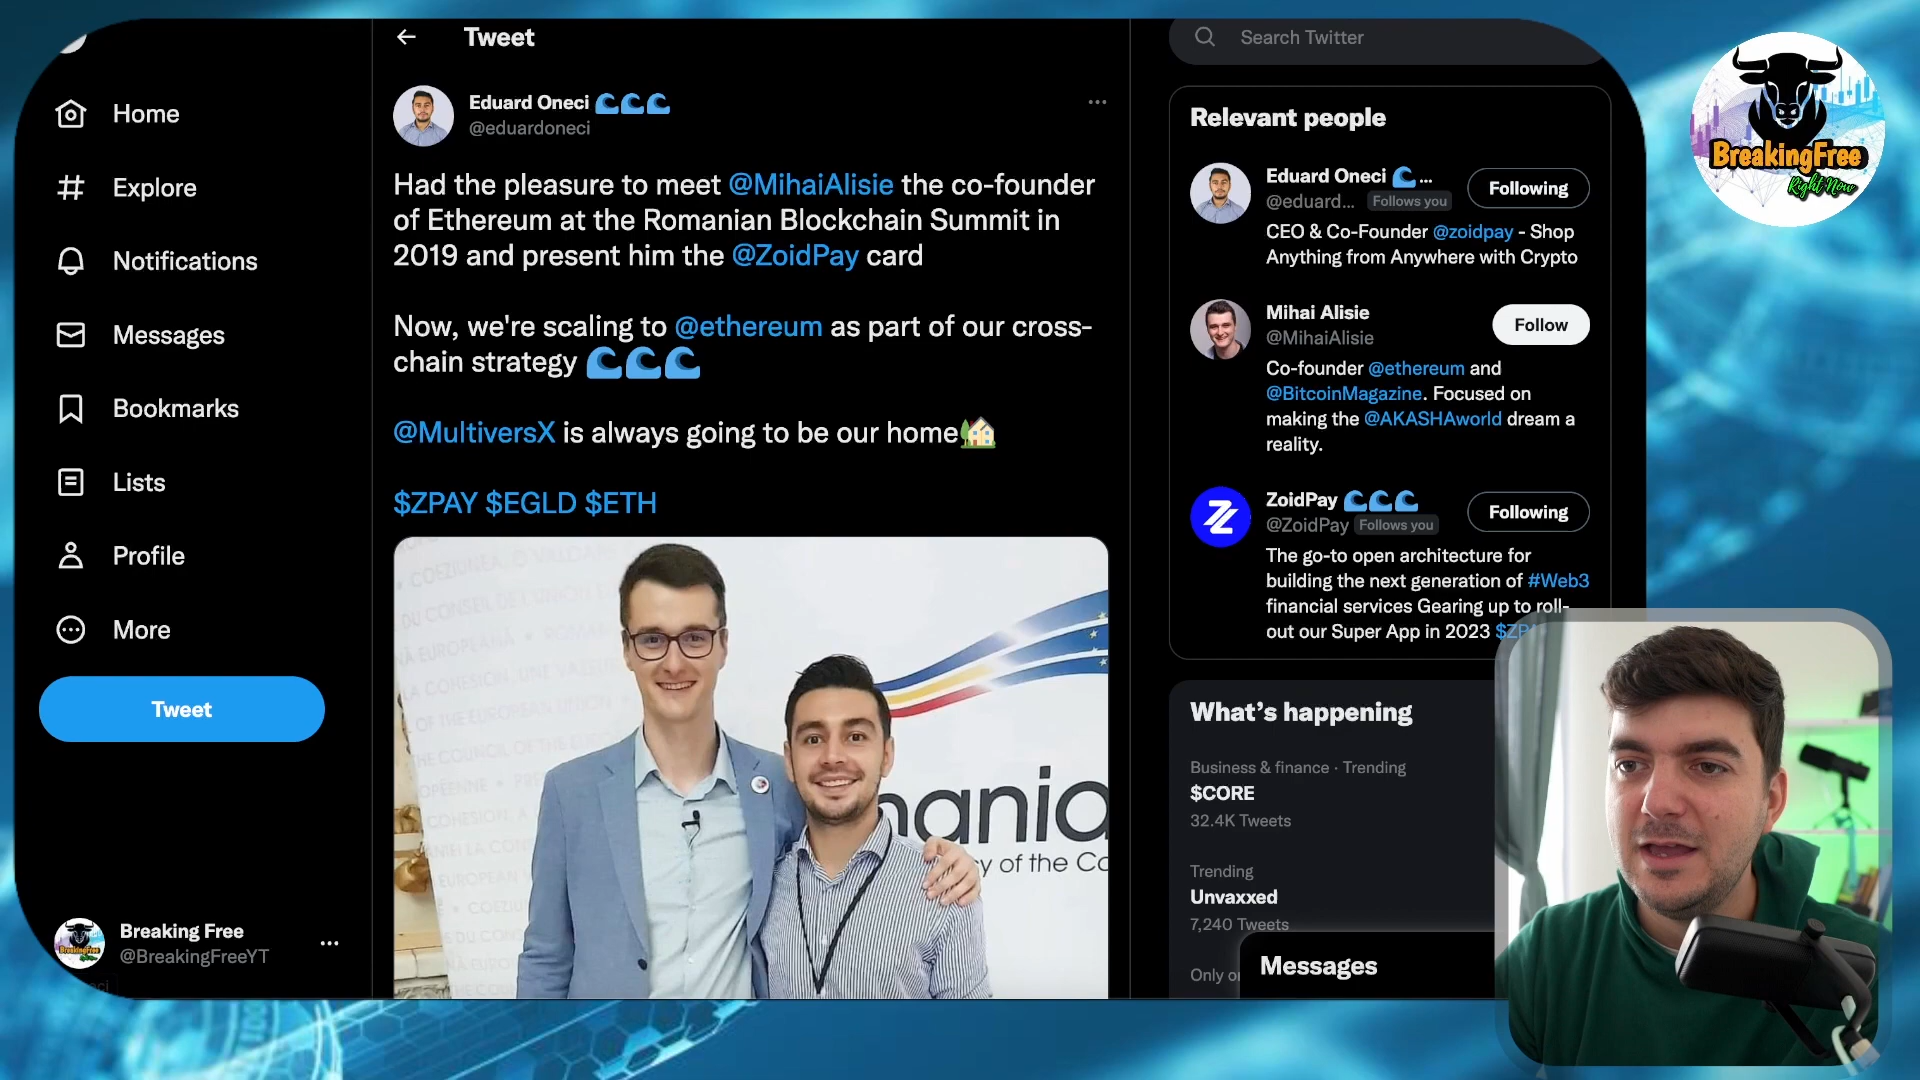 Home
Explore
Notifications
Messages
Bookmarks
Lists
Profile
More
Tweet
Breaking Free
@BreakingFreeYT
Tweet
Eduard Oneci
@eduardoneci
Had the pleasure to meet @MihaiAlisie the co-founder
of Ethereum at the Romanian Blockchain Summit in
2019 and present him the @ZoidPay card
Now, we're scaling to @ethereum as part of our cross-
chain strategy
@MultiversX is always going to be our home
$ZPAY $EGLD $ETH
mania
y of the Co
Search Twitter
Relevant people
Eduard Oneci ...
@eduard... Follows you
Following
CEO & Co-Founder @zoidpay - Shop
Anything from Anywhere with Crypto
Mihai Alisie
@MihaiAlisie
Follow
Co-founder @ethereum and
@BitcoinMagazine. Focused on
making the @AKASHAworld dream a
reality.
ZoidPay
@ZoidPay Follows you
Following
The go-to open architecture for
building the next generation of #Web3
financial services Gearing up to roll-
out our Super App in 2023 $ZP
What's happening
Business & finance · Trending
$CORE
32.4K Tweets
Trending
Unvaxxed
7,240 Tweets
Only o
Messages
BreakingFree
Right Now